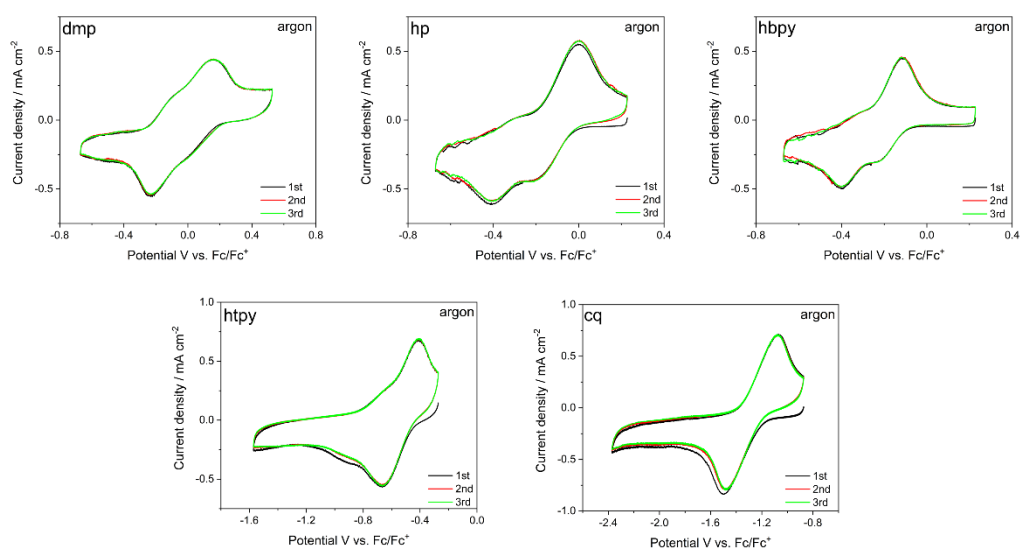 dmp
argon
0.5
0.0
-0.5
Current density / mA cm⁻²
1st
2nd
3rd
-0.8
-0.4
0.0
0.4
0.8
Potential V vs. Fc/Fc⁺
hp
argon
0.5
0.0
-0.5
Current density / mA cm⁻²
1st
2nd
3rd
-0.8
-0.4
0.0
0.4
Potential V vs. Fc/Fc⁺
hbpy
argon
0.5
0.0
-0.5
Current density / mA cm⁻²
1st
2nd
3rd
-0.8
-0.4
0.0
0.4
Potential V vs. Fc/Fc⁺
htpy
argon
1.0
0.5
0.0
-0.5
Current density / mA cm⁻²
1st
2nd
3rd
-1.6
-1.2
-0.8
-0.4
0.0
Potential V vs. Fc/Fc⁺
cq
argon
1.0
0.5
0.0
-0.5
-1.0
Current density / mA cm⁻²
1st
2nd
3rd
-2.4
-2.0
-1.6
-1.2
-0.8
Potential V vs. Fc/Fc⁺